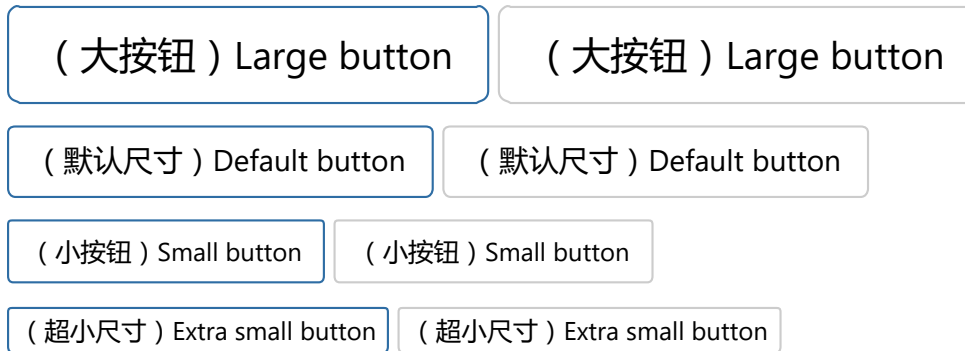 （大按钮）Large button （大按钮）Large button
（默认尺寸）Default button （默认尺寸）Default button
（小按钮）Small button （小按钮）Small button
（超小尺寸）Extra small button （超小尺寸）Extra small button